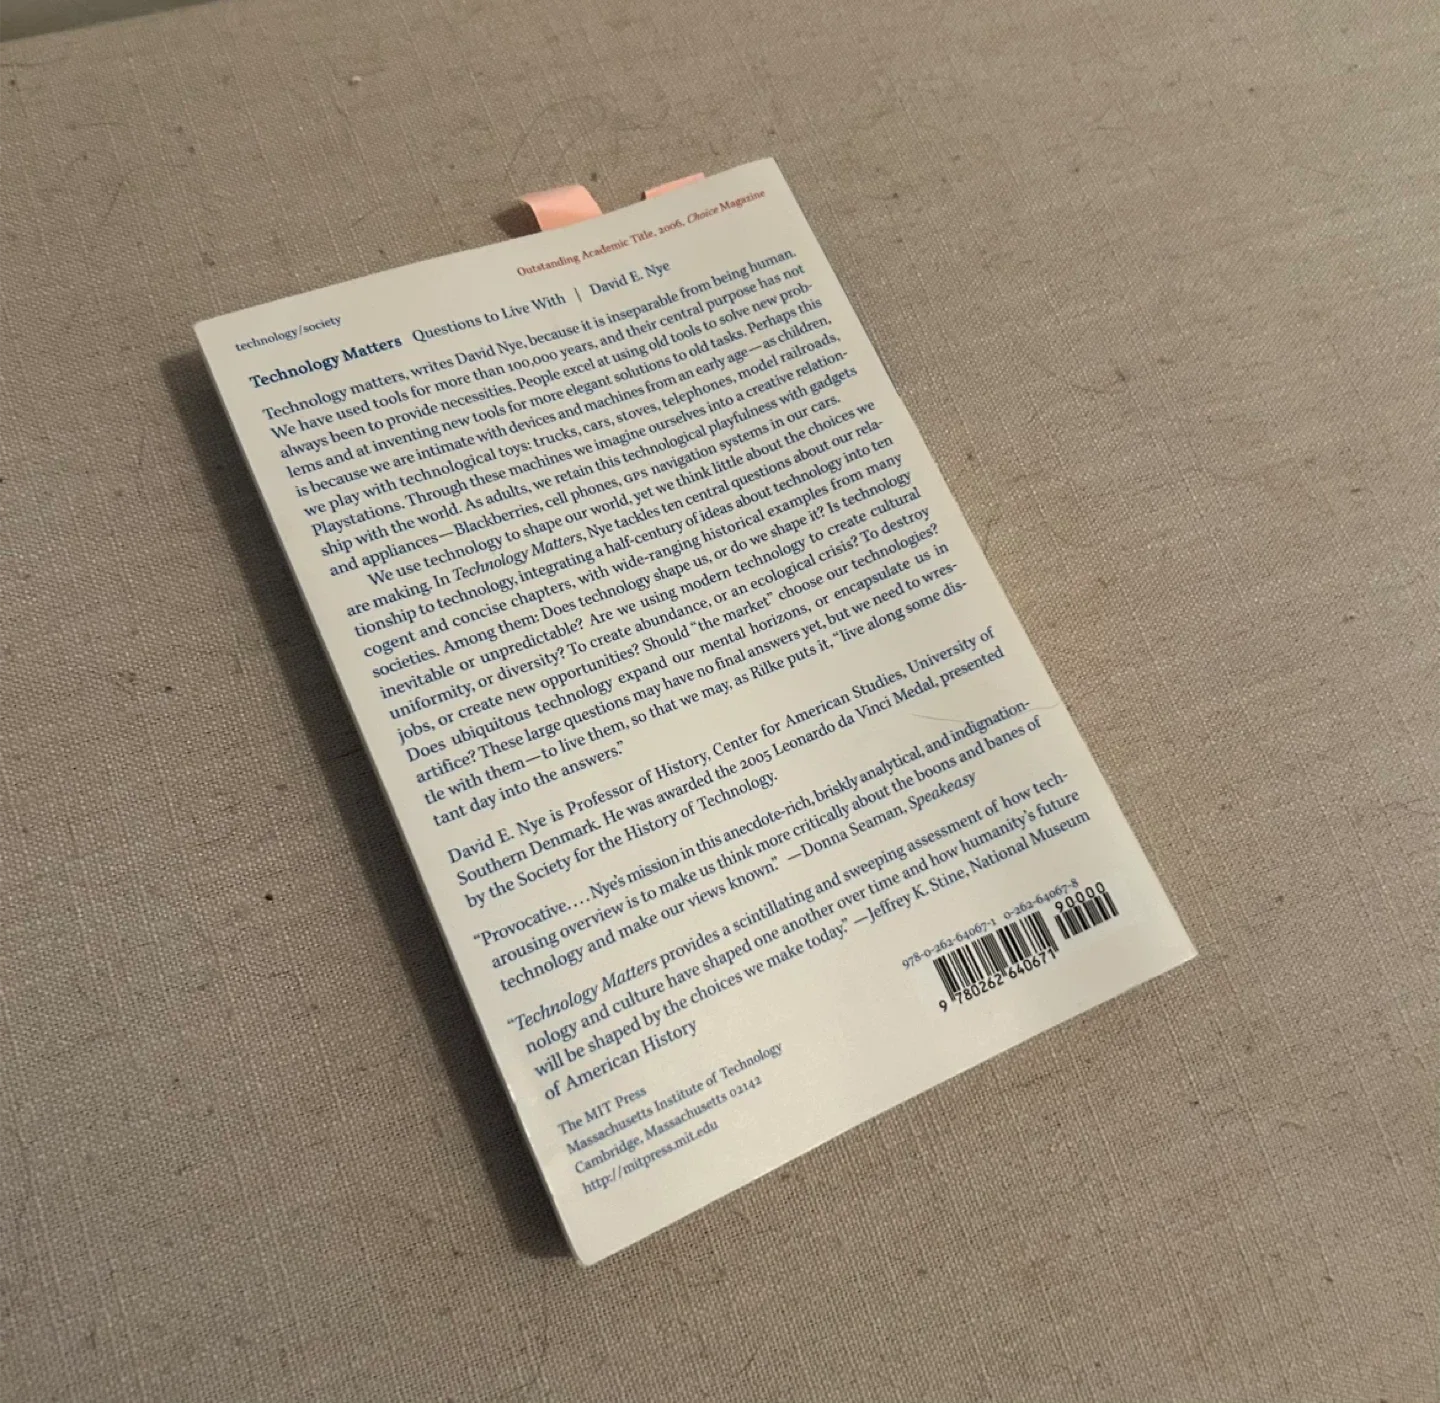 Outstanding Academic Title, 2006, Choice Magazine
technology/society
Technology Matters Questions to Live With | David E. Nye
Technology matters, writes David Nye, because it is inseparable from being human.
We have used tools for more than 100,000 years, and their central purpose has not
always been to provide necessities. People excel at using old tools to solve new prob-
lems and at inventing new tools for more elegant solutions to old tasks. Perhaps this
is because we are intimate with devices and machines from an early age—as children,
we play with technological toys: trucks, cars, stoves, telephones, model railroads,
Playstations. Through these machines we imagine ourselves into a creative relation-
ship with the world. As adults, we retain this technological playfulness with gadgets
and appliances—Blackberries, cell phones, GPS navigation systems in our cars.
We use technology to shape our world, yet we think little about the choices we
are making. In Technology Matters, Nye tackles ten central questions about our rela-
tionship to technology, integrating a half-century of ideas about technology into ten
cogent and concise chapters, with wide-ranging historical examples from many
societies. Among them: Does technology shape us, or do we shape it? Is technology
inevitable or unpredictable? Are we using modern technology to create cultural
uniformity, or diversity? To create abundance, or an ecological crisis? To destroy
jobs, or create new opportunities? Should “the market” choose our technologies?
Does ubiquitous technology expand our mental horizons, or encapsulate us in
artifice? These large questions may have no final answers yet, but we need to wres-
tle with them—to live them, so that we may, as Rilke puts it, “live along some dis-
tant day into the answers.”
David E. Nye is Professor of History, Center for American Studies, University of
Southern Denmark. He was awarded the 2005 Leonardo da Vinci Medal, presented
by the Society for the History of Technology.
“Provocative.... Nye's mission in this anecdote-rich, briskly analytical, and indignation-
arousing overview is to make us think more critically about the boons and banes of
technology and make our views known.” —Donna Seaman, Speakeasy
“Technology Matters provides a scintillating and sweeping assessment of how tech-
nology and culture have shaped one another over time and how humanity's future
will be shaped by the choices we make today.” —Jeffrey K. Stine, National Museum
of American History
The MIT Press
Massachusetts Institute of Technology
Cambridge, Massachusetts 02142
http://mitpress.mit.edu
978-0-262-64067-1 0-262-64067-8
90000
9 780262 640671